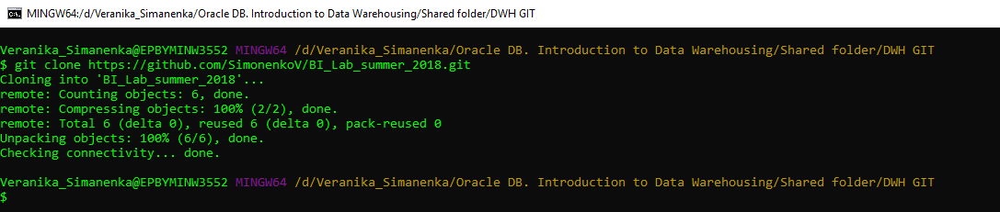 MINGW64:/d/Veranika_Simanenka/Oracle DB. Introduction to Data Warehousing/Shared folder/DWH GIT
Veranika_Simanenka@EPBYMINW3552 MINGW64 /d/Veranika_Simanenka/Oracle DB. Introduction to Data Warehousing/Shared folder/DWH GIT
$ git clone https://github.com/SimonenkoV/BI_Lab_summer_2018.git
Cloning into 'BI_Lab_summer_2018'...
remote: Counting objects: 6, done.
remote: Compressing objects: 100% (2/2), done.
remote: Total 6 (delta 0), reused 6 (delta 0), pack-reused 0
Unpacking objects: 100% (6/6), done.
Checking connectivity... done.
Veranika_Simanenka@EPBYMINW3552 MINGW64 /d/Veranika_Simanenka/Oracle DB. Introduction to Data Warehousing/Shared folder/DWH GIT
$